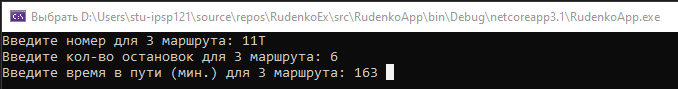 Выбрать D:\Users\stu-ipsp121\source\repos\RudenkoEx\src\RudenkoApp\bin\Debug\netcoreapp3.1\RudenkoApp.exe
Введите номер для 3 маршрута: 11Т
Введите кол-во остановок для 3 маршрута: 6
Введите время в пути (мин.) для 3 маршрута: 163